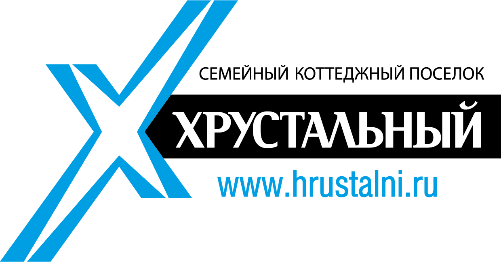 СЕМЕЙНЫЙ КОТТЕДЖНЫЙ ПОСЕЛОК
ХРУСТАЛЬНЫЙ
www.hrustalni.ru